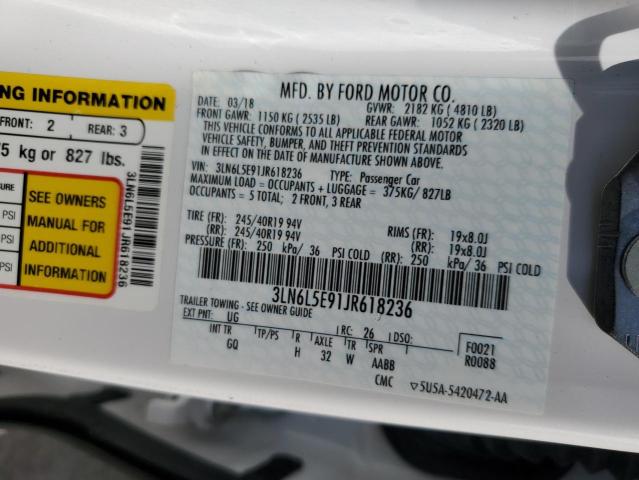 NG INFORMATION
FRONT: 2 REAR: 3
5 kg or 827 lbs.
SEE OWNERS
MANUAL FOR
ADDITIONAL
INFORMATION
PSI
PSI
PSI
3LN6L5E91JR618236
MFD. BY FORD MOTOR CO.
DATE: 03/18 GVWR: 2182 KG ( 4810 LB)
FRONT GAWR: 1150 KG ( 2535 LB) REAR GAWR: 1052 KG ( 2320 LB)
THIS VEHICLE CONFORMS TO ALL APPLICABLE FEDERAL MOTOR
VEHICLE SAFETY, BUMPER, AND THEFT PREVENTION STANDARDS
IN EFFECT ON THE DATE OF MANUFACTURE SHOWN ABOVE.
VIN: 3LN6L5E91JR618236 TYPE: Passenger Car
MAXIMUM LOAD = OCCUPANTS + LUGGAGE = 375KG/827LB
OCCUPANTS = 5 TOTAL; 2 FRONT, 3 REAR
TIRE (FR): 245/40R19 94V RIMS (FR): 19x8.0J
(RR): 245/40R19 94V (RR): 19x8.0J
PRESSURE (FR): 250 kPa/ 36 PSI COLD
(RR): 250 kPa/ 36 PSI COLD
3LN6L5E91JR618236
TRAILER TOWING - SEE OWNER GUIDE
EXT PNT: UG RC: 26 DSO: F0021
INT TR TP/PS R AXLE TR SPR R0088
GQ H 32 W AABB
CMC ▽5U5A-5420472-AA